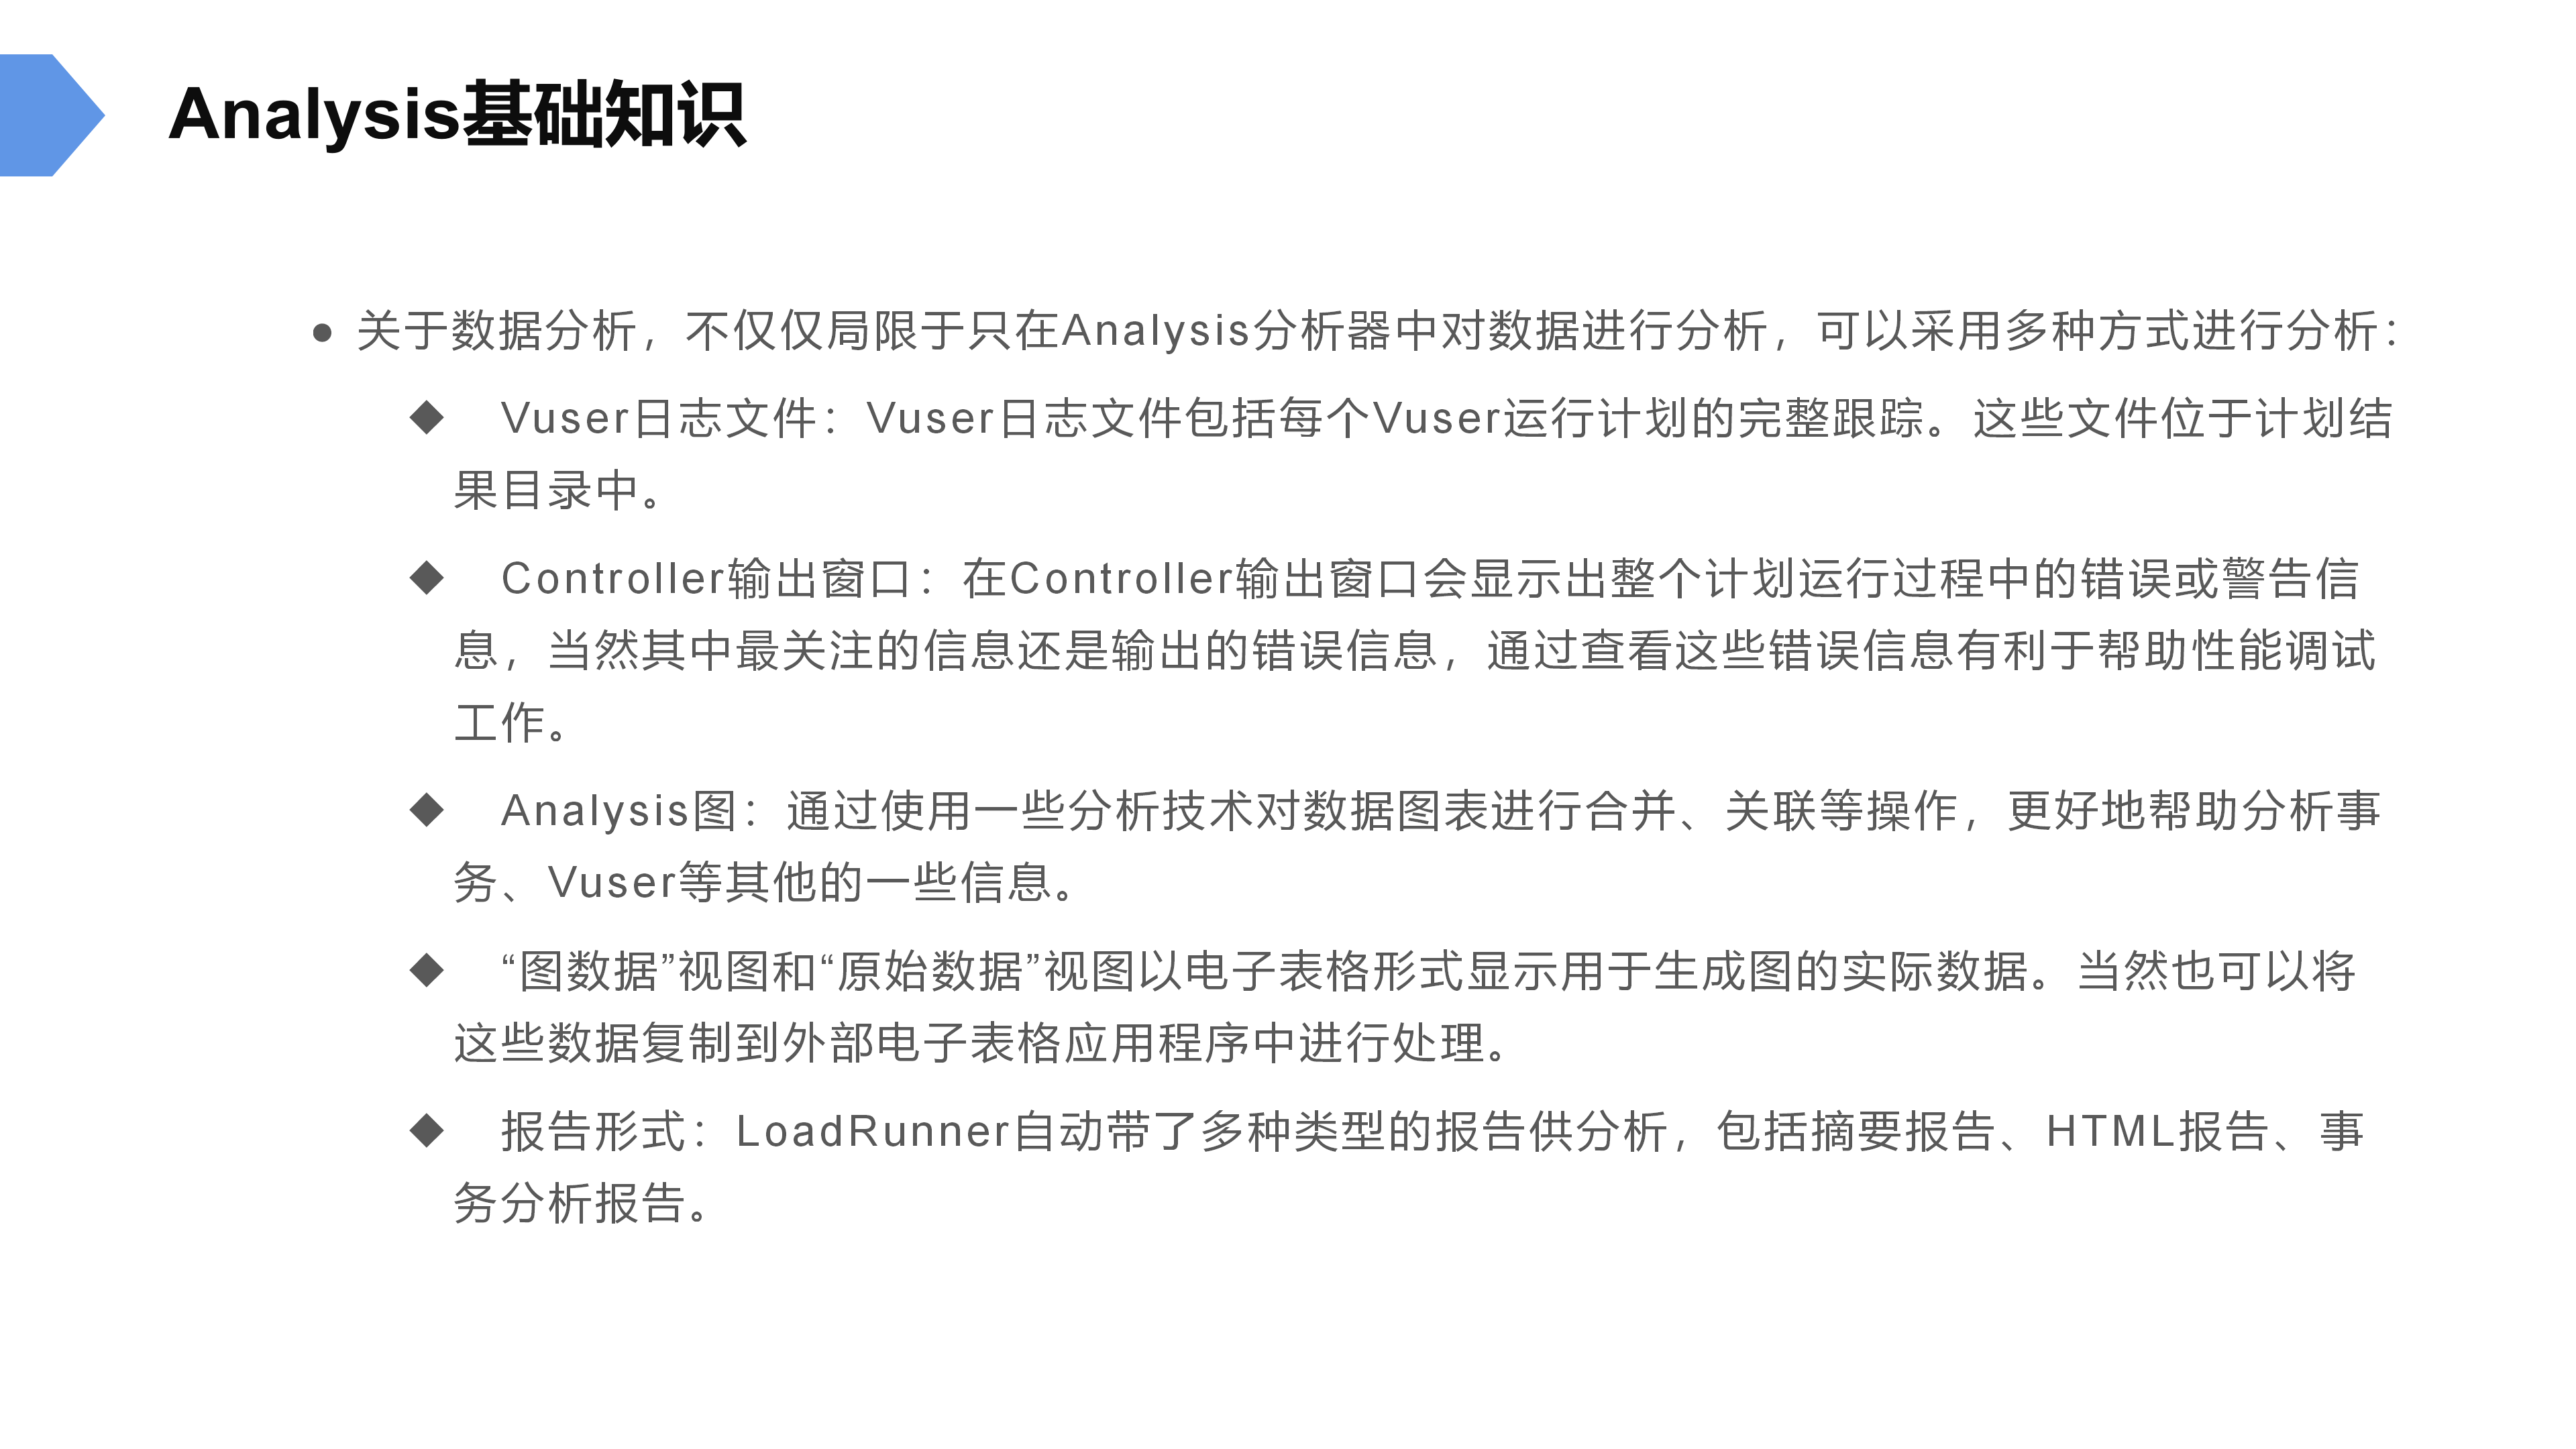 Analysis基础知识
● 关于数据分析，不仅仅局限于只在Analysis分析器中对数据进行分析，可以采用多种方式进行分析：
◆ Vuser日志文件：Vuser日志文件包括每个Vuser运行计划的完整跟踪。这些文件位于计划结
果目录中。
◆ Controller输出窗口：在Controller输出窗口会显示出整个计划运行过程中的错误或警告信
息，当然其中最关注的信息还是输出的错误信息，通过查看这些错误信息有利于帮助性能调试
工作。
◆ Analysis图：通过使用一些分析技术对数据图表进行合并、关联等操作，更好地帮助分析事
务、Vuser等其他的一些信息。
◆ “图数据”视图和“原始数据”视图以电子表格形式显示用于生成图的实际数据。当然也可以将
这些数据复制到外部电子表格应用程序中进行处理。
◆ 报告形式：LoadRunner自动带了多种类型的报告供分析，包括摘要报告、HTML报告、事
务分析报告。